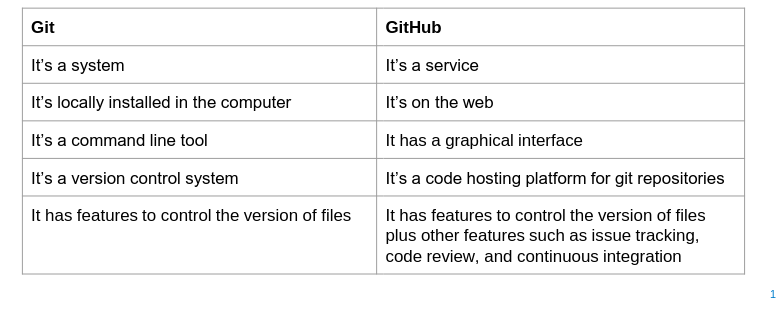 Git
GitHub
It’s a system
It’s a service
It’s locally installed in the computer
It’s on the web
It’s a command line tool
It has a graphical interface
It’s a version control system
It’s a code hosting platform for git repositories
It has features to control the version of files
It has features to control the version of files
plus other features such as issue tracking,
code review, and continuous integration
1